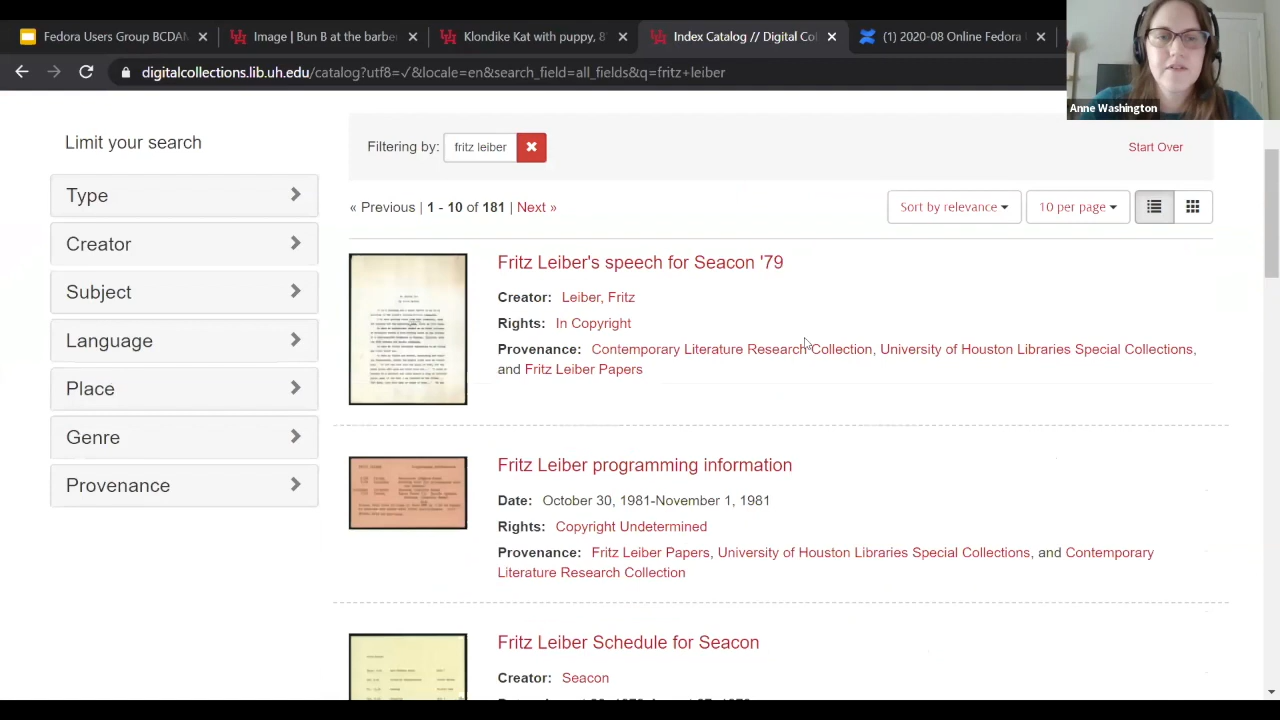 Fedora Users Group BCDAM
Image | Bun B at the barber
Klondike Kat with puppy, 8
Index Catalog // Digital Col
(1) 2020-08 Online Fedora
digitalcollections.lib.uh.edu/catalog?utf8=✓&locale=en&search_field=all_fields&q=fritz+leiber
Anne Washington
Limit your search
Type
Creator
Subject
Language
Place
Genre
Provenance
Filtering by: fritz leiber ✖
Start Over
« Previous | 1 - 10 of 181 | Next »
Sort by relevance
10 per page
Fritz Leiber's speech for Seacon '79
Creator: Leiber, Fritz
Rights: In Copyright
Provenance: Contemporary Literature Research University of Houston Libraries Special Collections,
and Fritz Leiber Papers
Fritz Leiber programming information
Date: October 30, 1981-November 1, 1981
Rights: Copyright Undetermined
Provenance: Fritz Leiber Papers, University of Houston Libraries Special Collections, and Contemporary
Literature Research Collection
Fritz Leiber Schedule for Seacon
Creator: Seacon